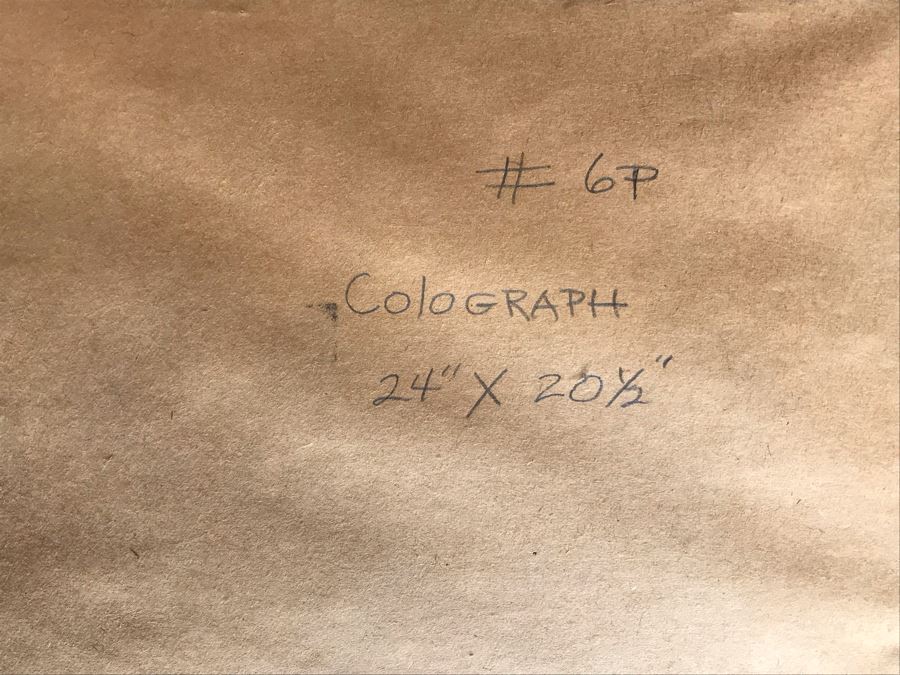 # 6P
ColoGRAPH
24" X 20½"